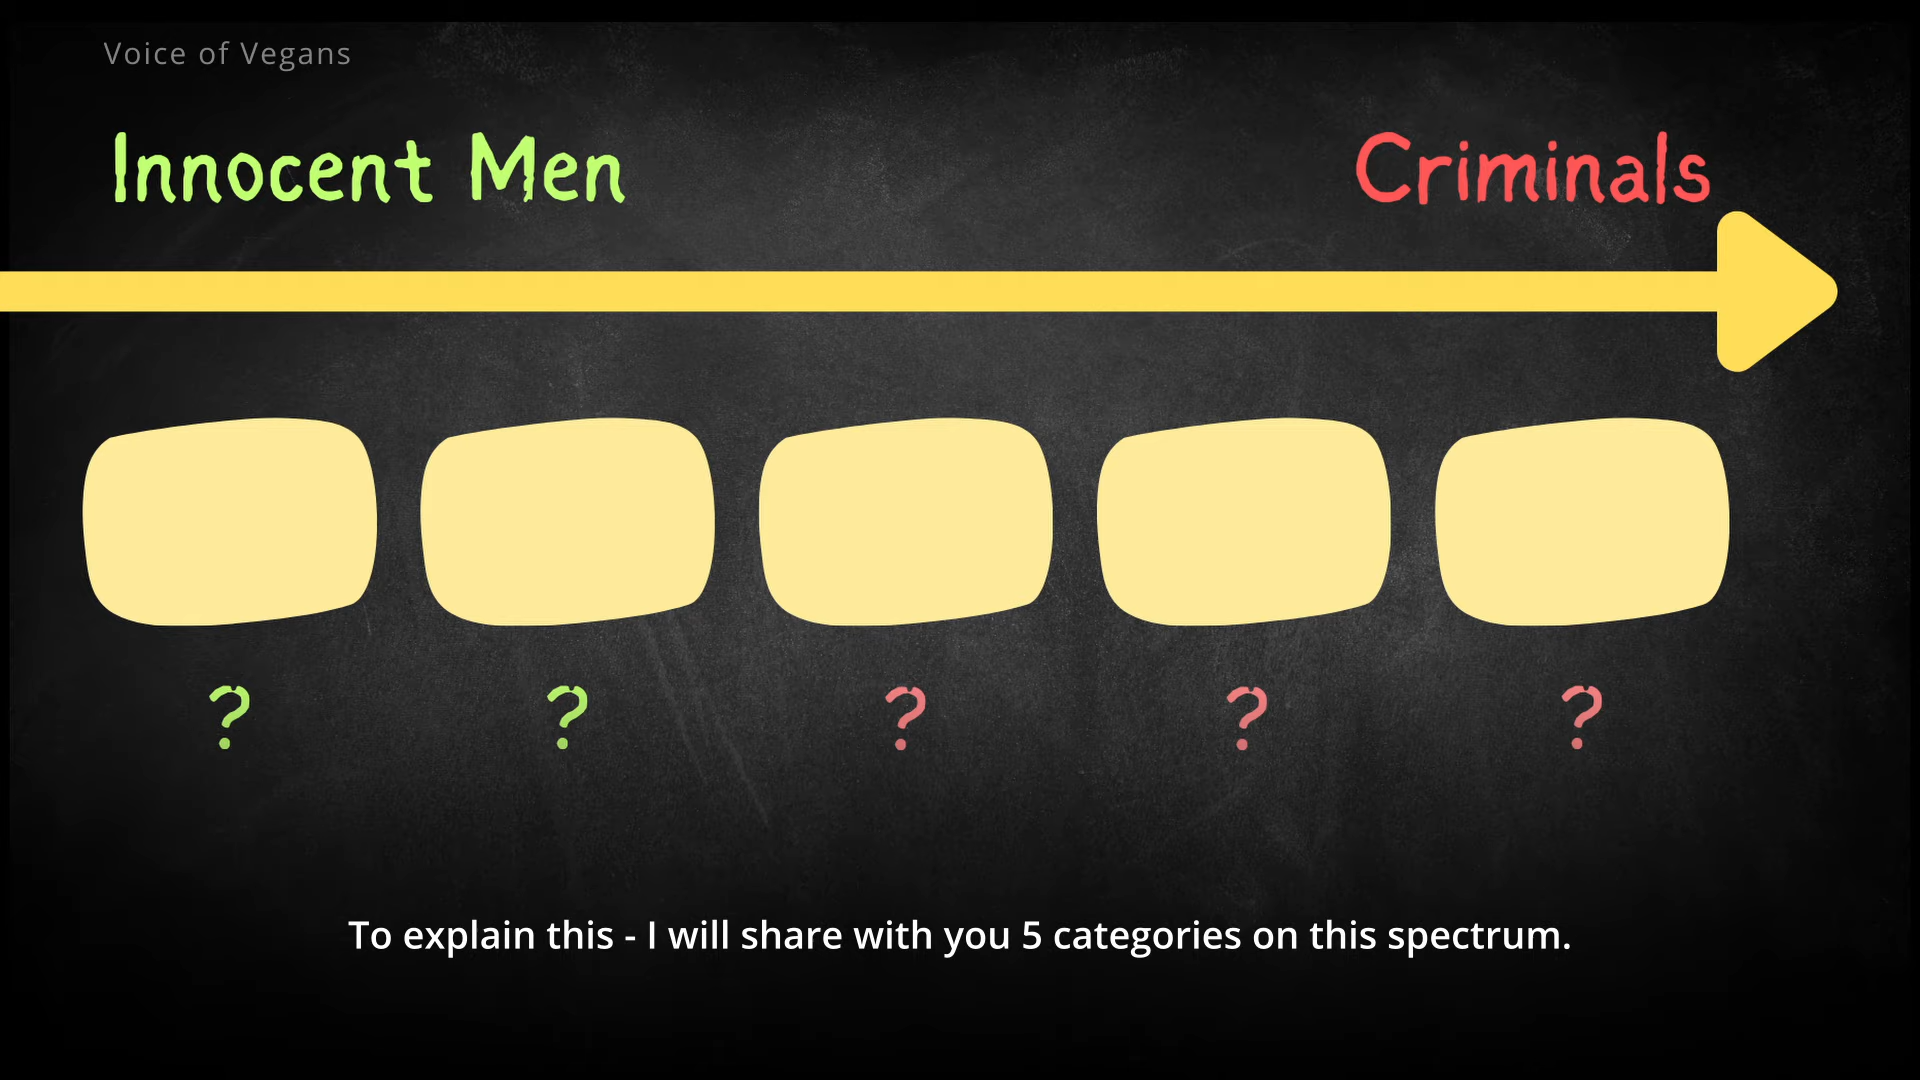 Voice of Vegans
Innocent Men
Criminals
? ? ? ? ?
To explain this - I will share with you 5 categories on this spectrum.